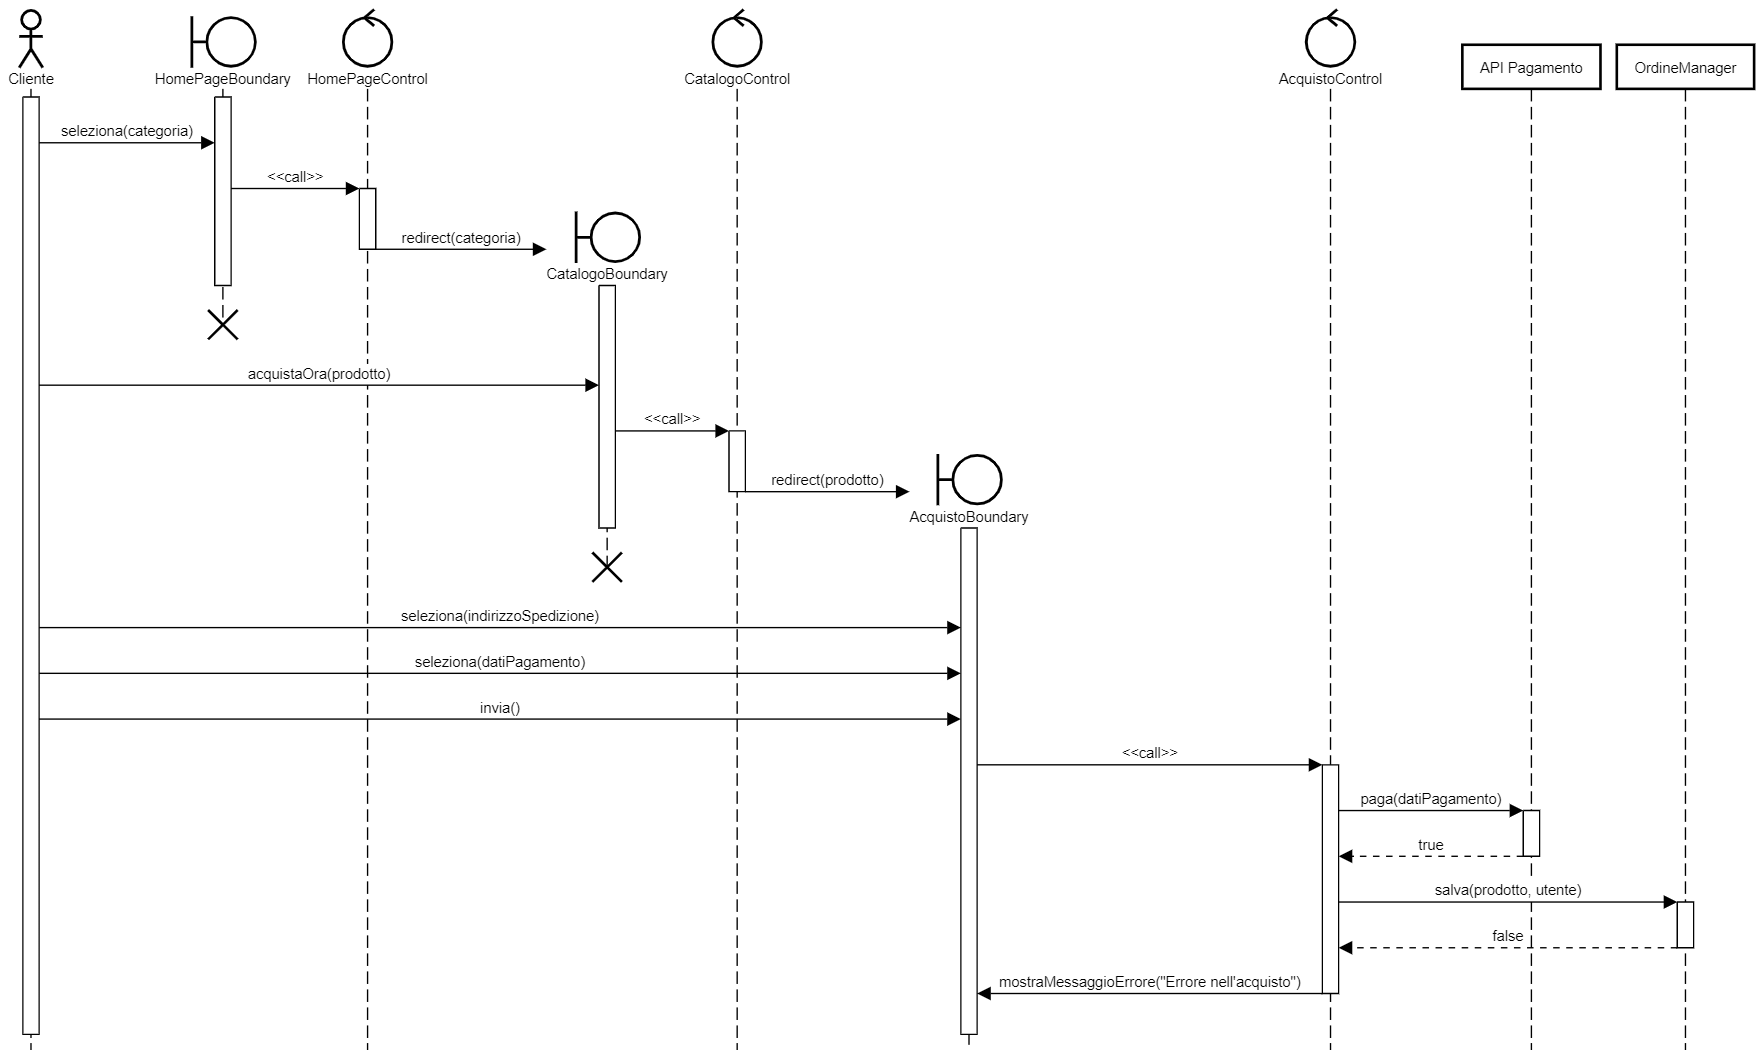 Cliente
HomePageBoundary
HomePageControl
CatalogoControl
AcquistoControl
API Pagamento
OrdineManager
seleziona(categoria)
<<call>>
redirect(categoria)
CatalogoBoundary
acquistaOra(prodotto)
<<call>>
redirect(prodotto)
AcquistoBoundary
seleziona(indirizzoSpedizione)
seleziona(datiPagamento)
invia()
<<call>>
paga(datiPagamento)
true
salva(prodotto, utente)
false
mostraMessaggioErrore("Errore nell'acquisto")